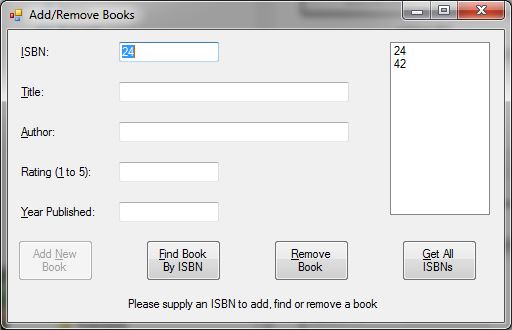 Add/Remove Books
ISBN:
24
24
42
Title:
Author:
Rating (1 to 5):
Year Published:
Add New
Book
Find Book
By ISBN
Remove
Book
Get All
ISBNs
Please supply an ISBN to add, find or remove a book